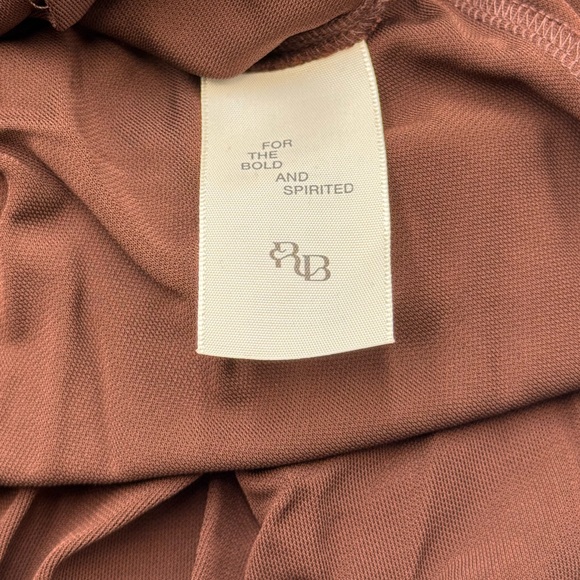 FOR
THE
BOLD
AND
SPIRITED
RB